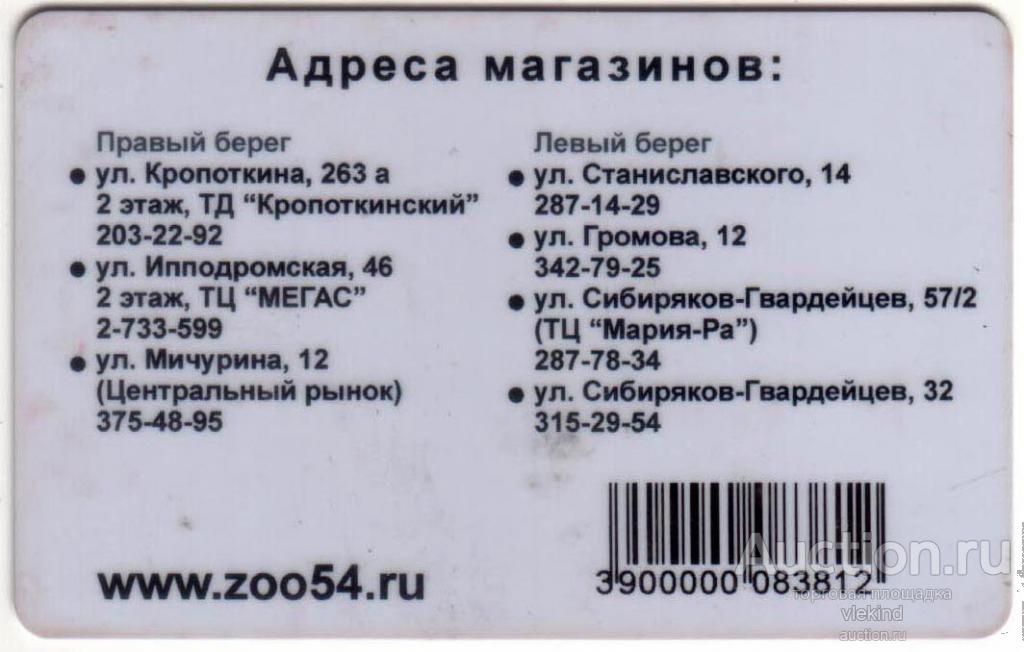 Адреса магазинов:
Правый берег
● ул. Кропоткина, 263 а
2 этаж, ТД “Кропоткинский”
203-22-92
● ул. Ипподромская, 46
2 этаж, ТЦ “МЕГАС”
2-733-599
● ул. Мичурина, 12
(Центральный рынок)
375-48-95
Левый берег
● ул. Станиславского, 14
287-14-29
● ул. Громова, 12
342-79-25
● ул. Сибиряков-Гвардейцев, 57/2
(ТЦ “Мария-Ра”)
287-78-34
● ул. Сибиряков-Гвардейцев, 32
315-29-54
www.zoo54.ru
3900000 083812
Auction.ru
торговая площадка
vlekind
auction.ru